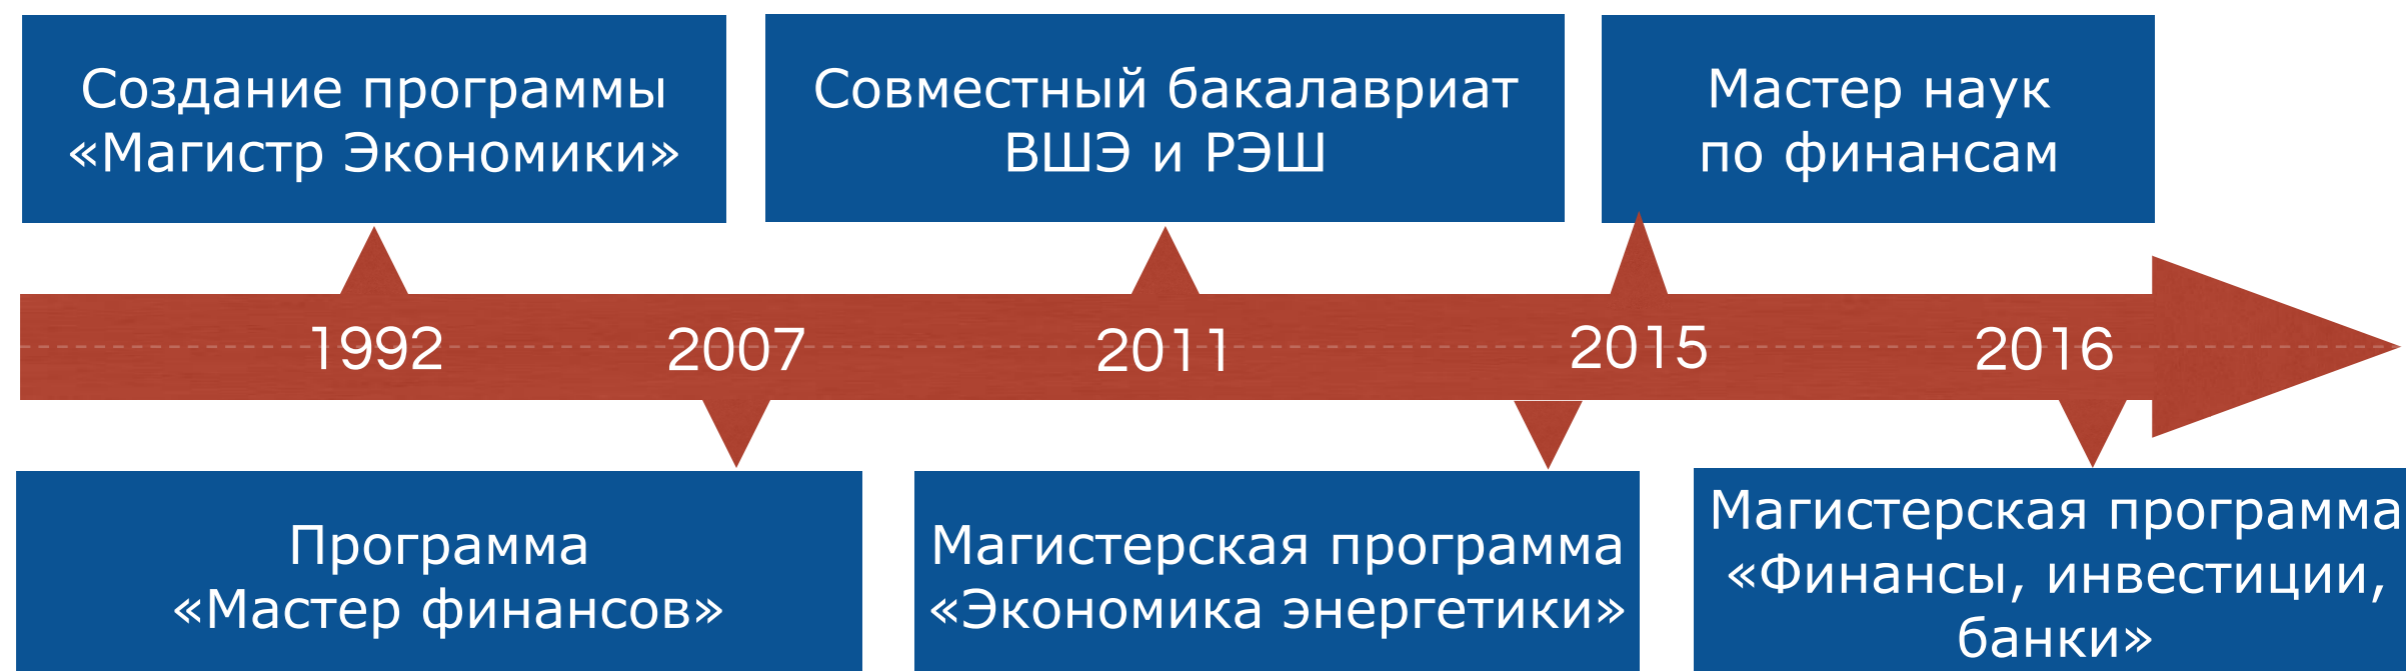 Создание программы
«Магистр Экономики»
Совместный бакалавриат
ВШЭ и РЭШ
Мастер наук
по финансам
1992
2007
2011
2015
2016
Программа
«Мастер финансов»
Магистерская программа
«Экономика энергетики»
Магистерская программа
«Финансы, инвестиции,
банки»